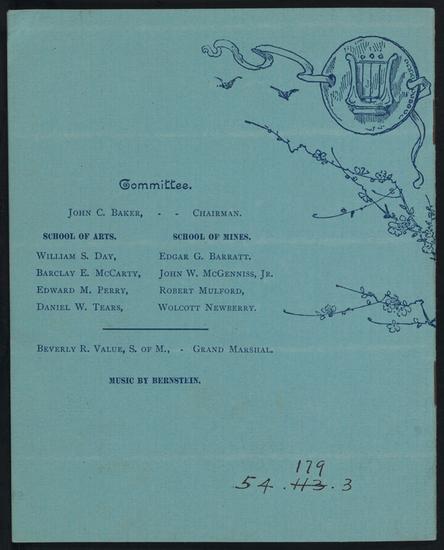 Committee.
JOHN C. BAKER, - - CHAIRMAN.
SCHOOL OF ARTS. SCHOOL OF MINES.
WILLIAM S. DAY, EDGAR G. BARRATT.
BARCLAY E. MCCARTY, JOHN W. MCGENNISS, JR.
EDWARD M. PERRY, ROBERT MULFORD,
DANIEL W. TEARS, WOLCOTT NEWBERRY.
BEVERLY R. VALUE, S. OF M., - GRAND MARSHAL.
MUSIC BY BERNSTEIN.
179
54.113.3